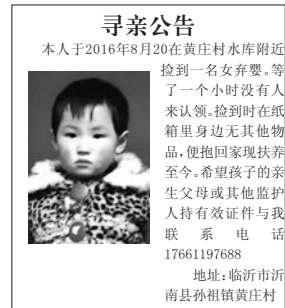 寻亲公告
本人于2016年8月20在黄庄村水库附近
捡到一名女弃婴。等
了一个小时没有人
来认领。捡到时在纸
箱里身边无其他物
品,便抱回家现扶养
至今。希望孩子的亲
生父母或其他监护
人持有效证件与我
联系电话
17661197688
地址:临沂市沂
南县孙祖镇黄庄村